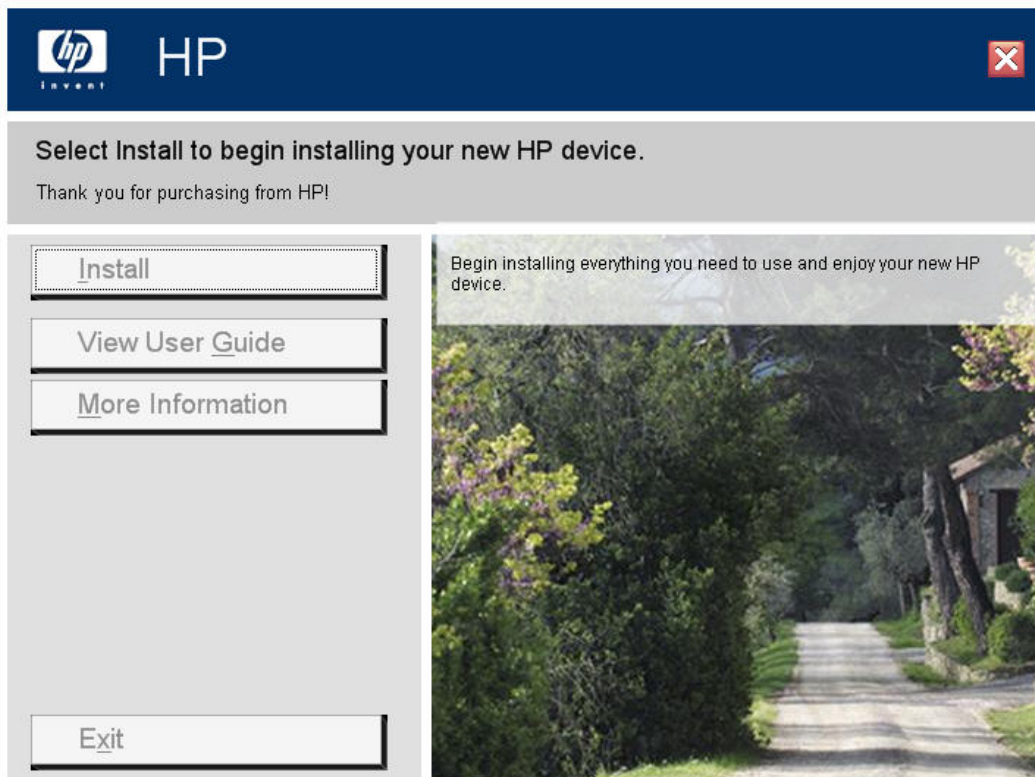 hp
invent
HP
Select Install to begin installing your new HP device.
Thank you for purchasing from HP!
Install
View User Guide
More Information
Exit
Begin installing everything you need to use and enjoy your new HP
device.